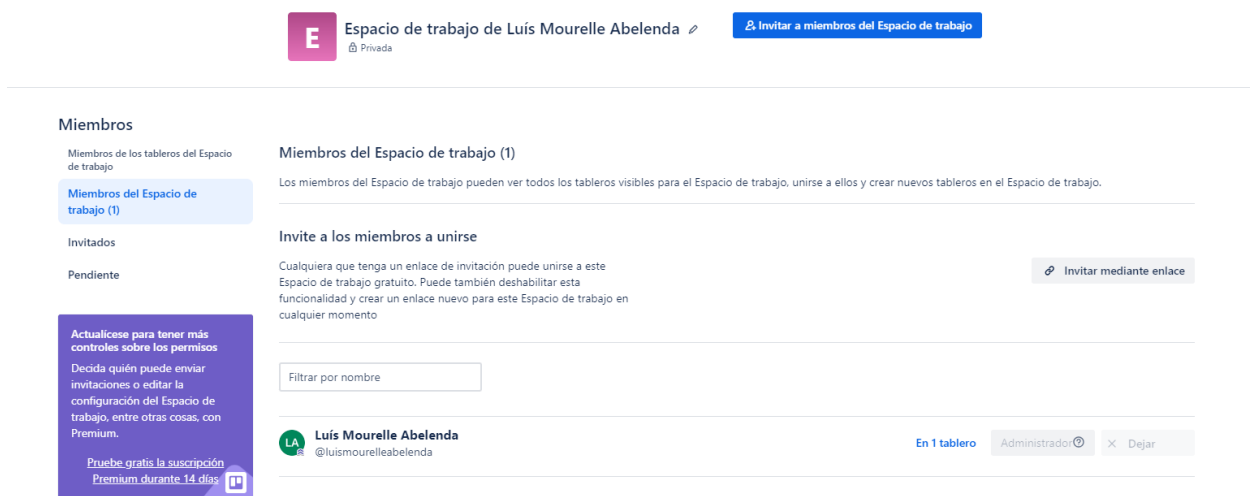 E
Espacio de trabajo de Luís Mourelle Abelenda
Privada
Invitar a miembros del Espacio de trabajo
Miembros
Miembros de los tableros del Espacio
de trabajo
Miembros del Espacio de
trabajo (1)
Invitados
Pendiente
Actualícese para tener más
controles sobre los permisos
Decida quién puede enviar
invitaciones o editar la
configuración del Espacio de
trabajo, entre otras cosas, con
Premium.
Pruebe gratis la suscripción
Premium durante 14 días
Miembros del Espacio de trabajo (1)
Los miembros del Espacio de trabajo pueden ver todos los tableros visibles para el Espacio de trabajo, unirse a ellos y crear nuevos tableros en el Espacio de trabajo.
Invite a los miembros a unirse
Cualquiera que tenga un enlace de invitación puede unirse a este
Espacio de trabajo gratuito. Puede también deshabilitar esta
funcionalidad y crear un enlace nuevo para este Espacio de trabajo en
cualquier momento
Invitar mediante enlace
Filtrar por nombre
LA
Luís Mourelle Abelenda
@luismourelleabelenda
En 1 tablero
Administrador
Dejar